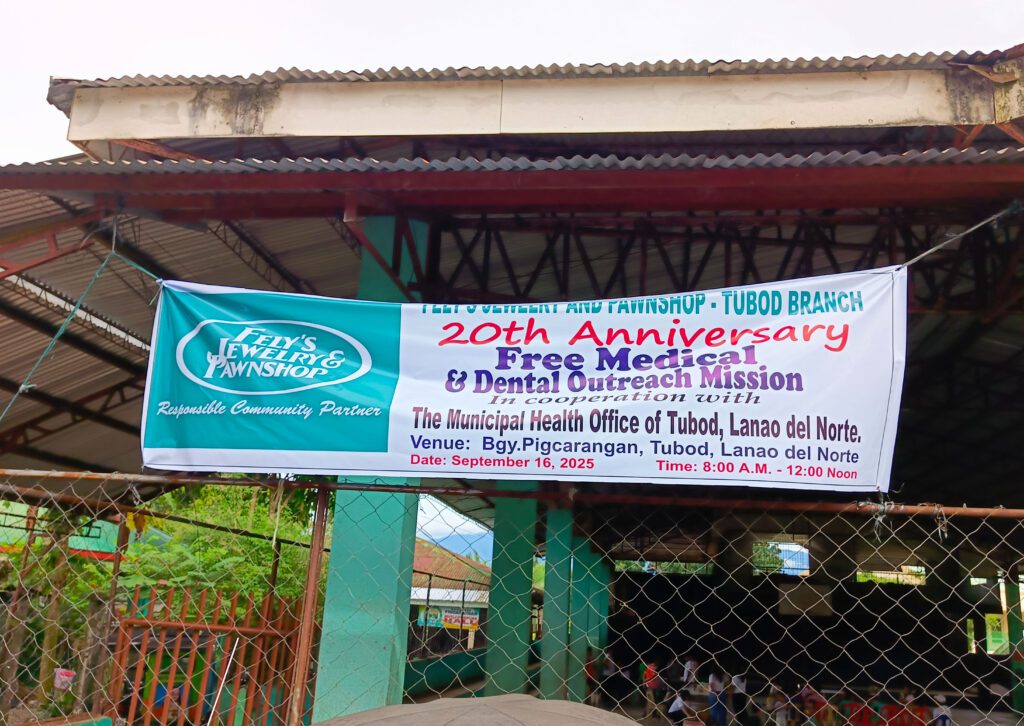 FELY'S
JEWELRY &
PAWNSHOP
Responsible Community Partner
FELY'S JEWELRY AND PAWNSHOP - TUBOD BRANCH
20th Anniversary
Free Medical
& Dental Outreach Mission
In cooperation with
The Municipal Health Office of Tubod, Lanao del Norte.
Venue: Bgy.Pigcarangan, Tubod, Lanao del Norte
Date: September 16, 2025 Time: 8:00 A.M. - 12:00 Noon